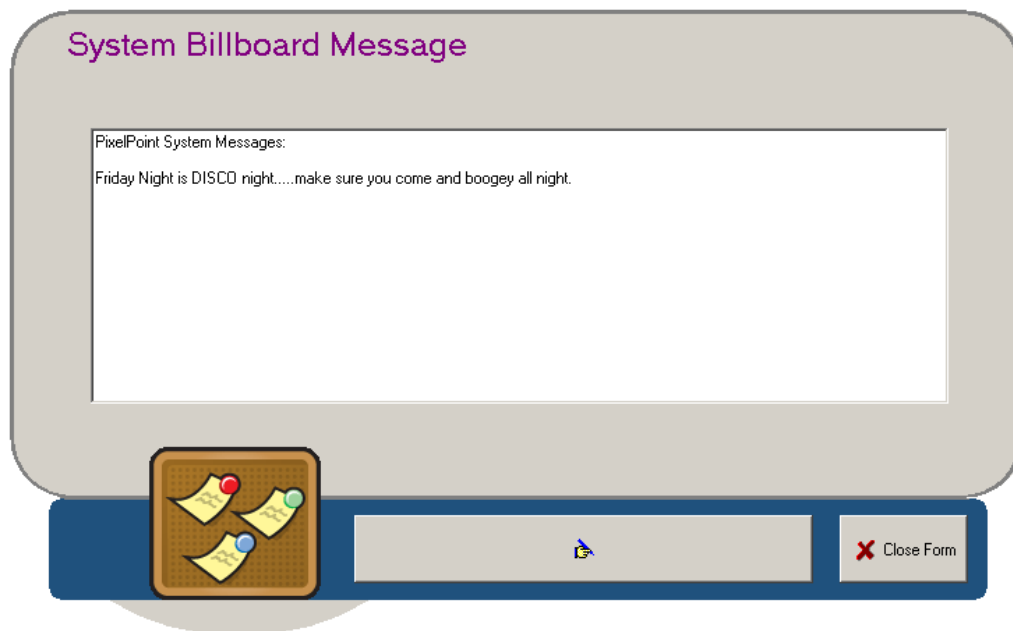 System Billboard Message
PixelPoint System Messages:
Friday Night is DISCO night.....make sure you come and boogey all night.
Close Form